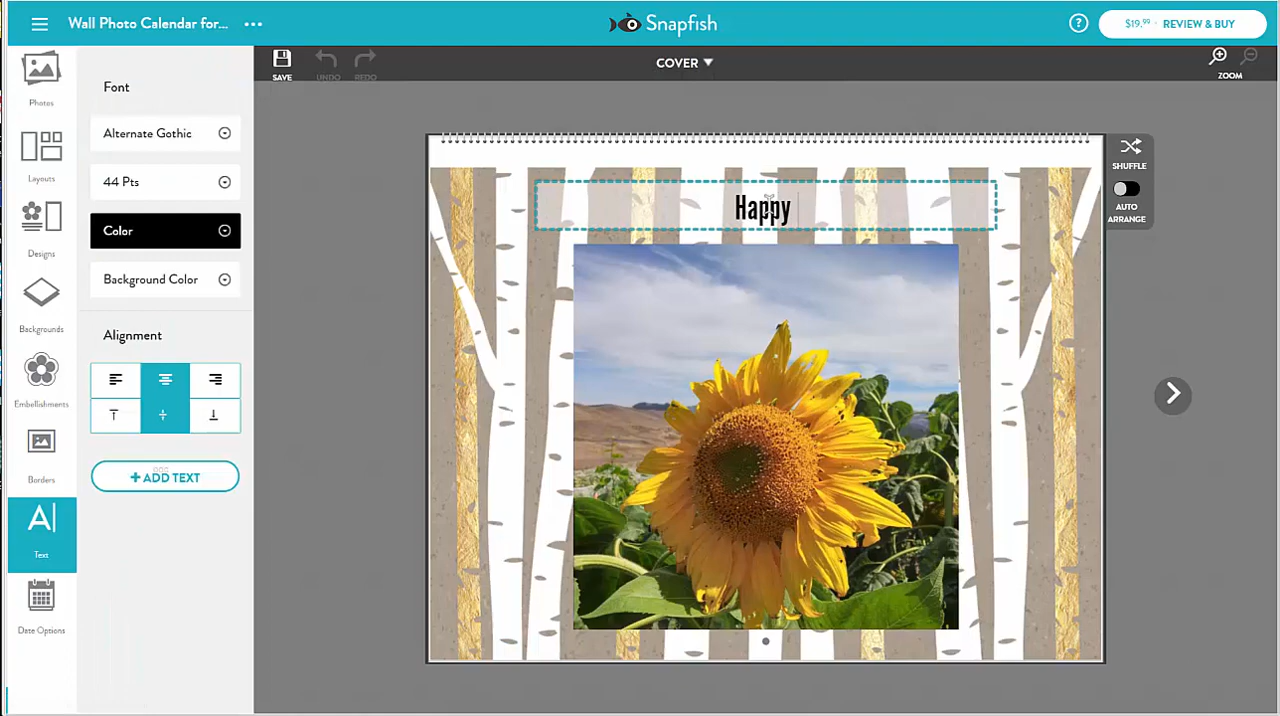 Wall Photo Calendar for...
Snapfish
?
$19.99 · REVIEW & BUY
SAVE
UNDO
REDO
COVER
ZOOM
Photos
Layouts
Designs
Backgrounds
Embellishments
Borders
A
Text
Date Options
Font
Alternate Gothic
44 Pts
Color
Background Color
Alignment
+ ADD TEXT
Happy
SHUFFLE
AUTO
ARRANGE